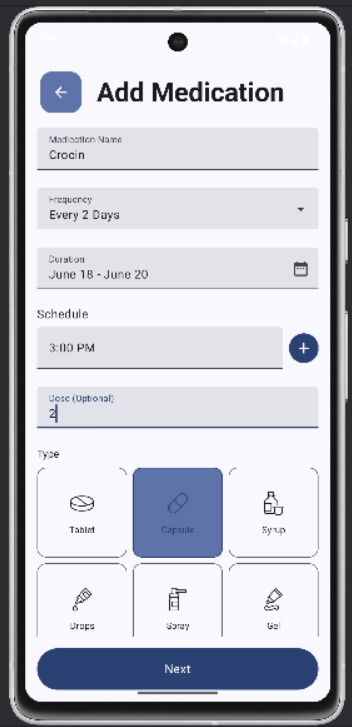 Add Medication
Medication Name
Crocin
Frequency
Every 2 Days
Duration
June 18 - June 20
Schedule
3:00 PM
Dose (Optional)
2
Type
Tablet Capsule Syrup
Drops Spray Gel
Next